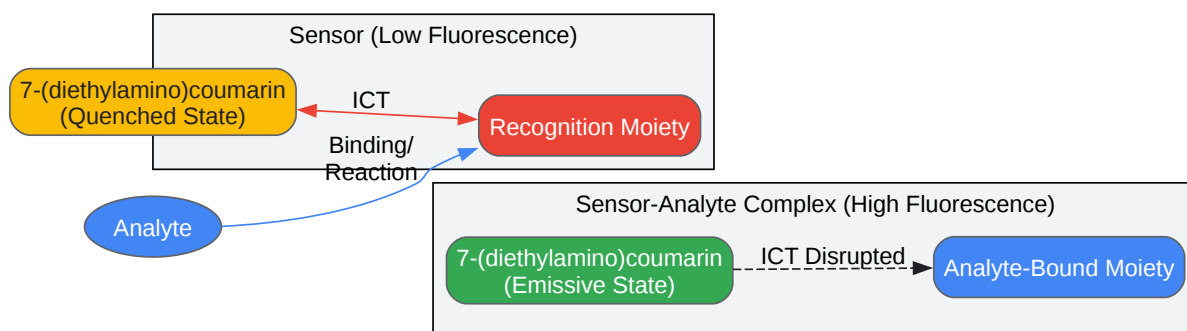 Sensor (Low Fluorescence)
7-(diethylamino)coumarin
(Quenched State)
ICT
Recognition Moiety
Binding/
Reaction
Analyte
Sensor-Analyte Complex (High Fluorescence)
7-(diethylamino)coumarin
(Emissive State)
ICT Disrupted
Analyte-Bound Moiety